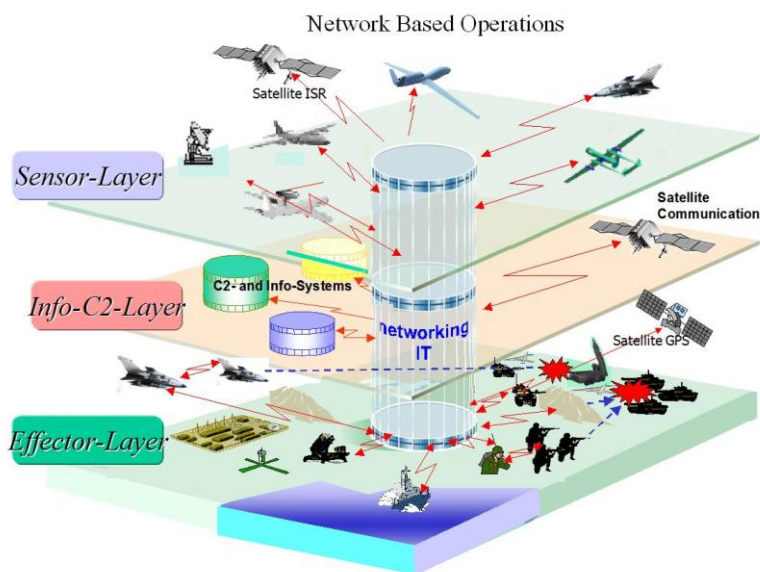 Network Based Operations
Satellite ISR
Sensor-Layer
Satellite
Communication
C2- and Info-Systems
Info-C2-Layer
networking
IT
Satellite GPS
Effector-Layer